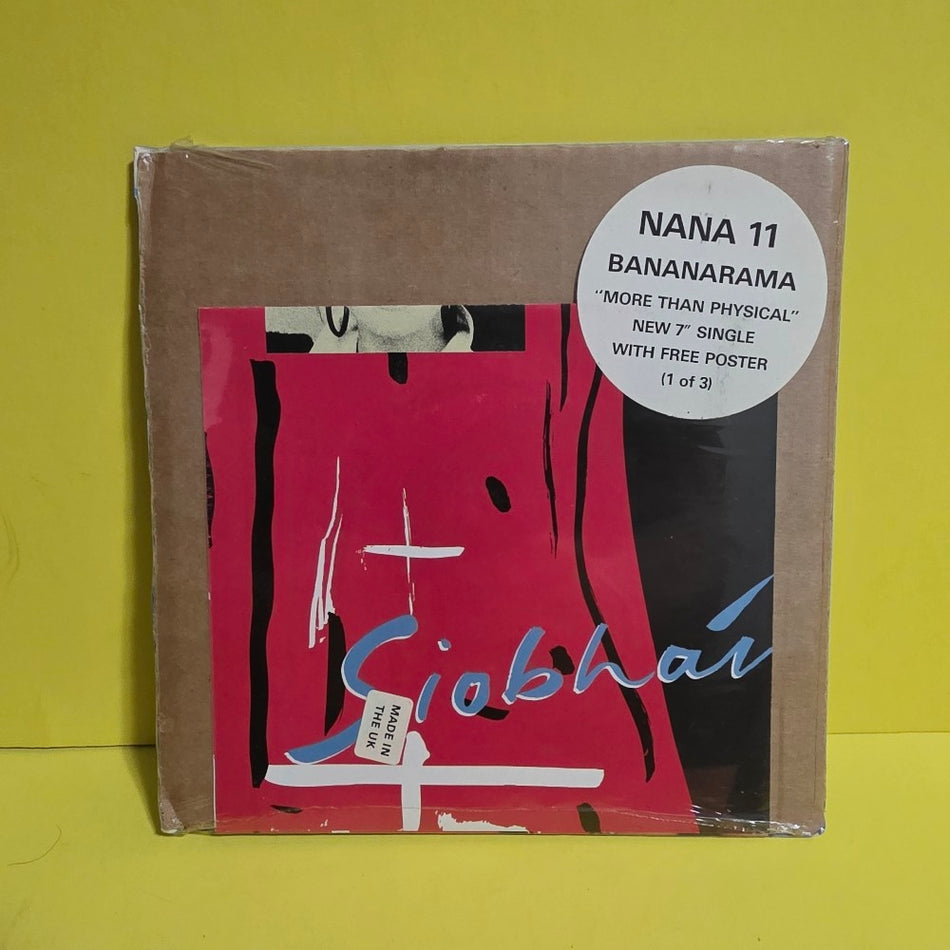 NANA 11
BANANARAMA
“MORE THAN PHYSICAL”
NEW 7” SINGLE
WITH FREE POSTER
(1 of 3)
Siobhán
MADE IN
THE UK